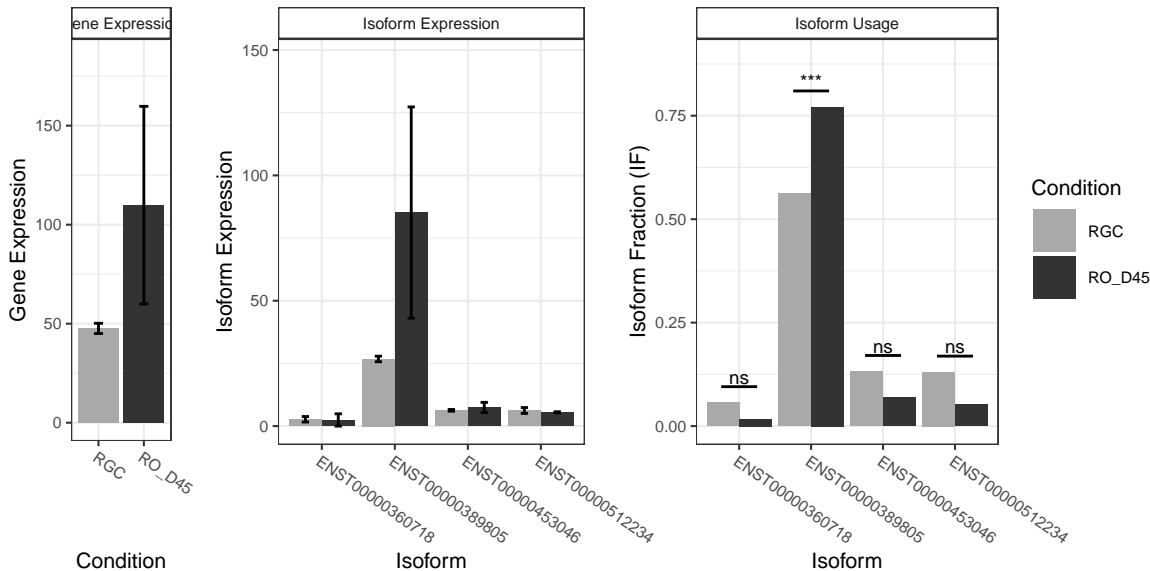 ene Expressio
Gene Expression
150
100
50
0
RGC
RO_D45
Condition
Isoform Expression
Isoform Expression
150
100
50
0
ENST00000360718
ENST00000389805
ENST00000453046
ENST00000512234
Isoform
Isoform Usage
Isoform Fraction (IF)
0.75
0.50
0.25
0.00
ns
***
ns
ns
ENST00000360718
ENST00000389805
ENST00000453046
ENST00000512234
Isoform
Condition
RGC
RO_D45